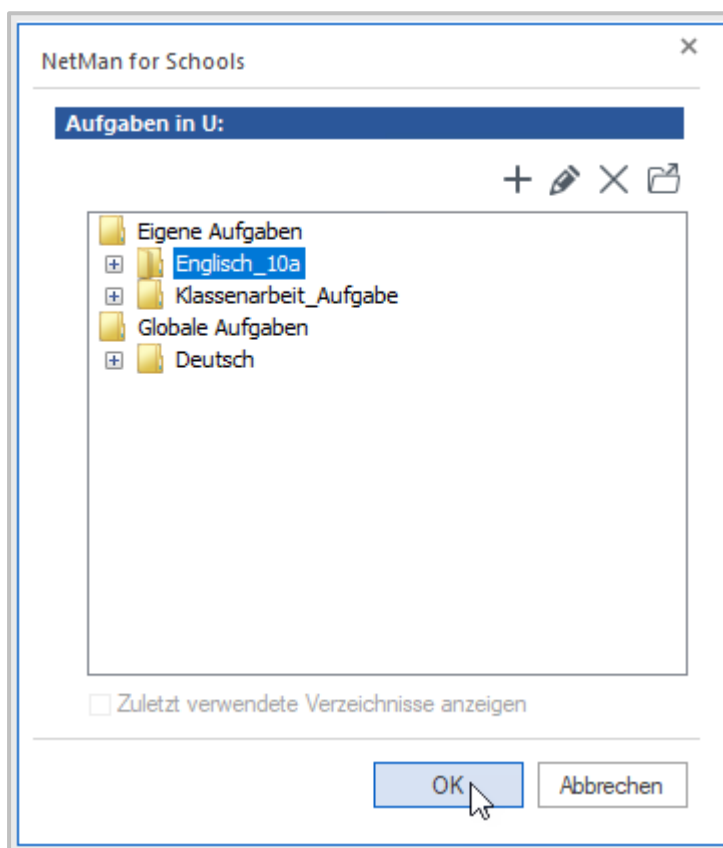 NetMan for Schools
Aufgaben in U:
Eigene Aufgaben
Englisch_10a
Klassenarbeit_Aufgabe
Globale Aufgaben
Deutsch
Zuletzt verwendete Verzeichnisse anzeigen
OK
Abbrechen